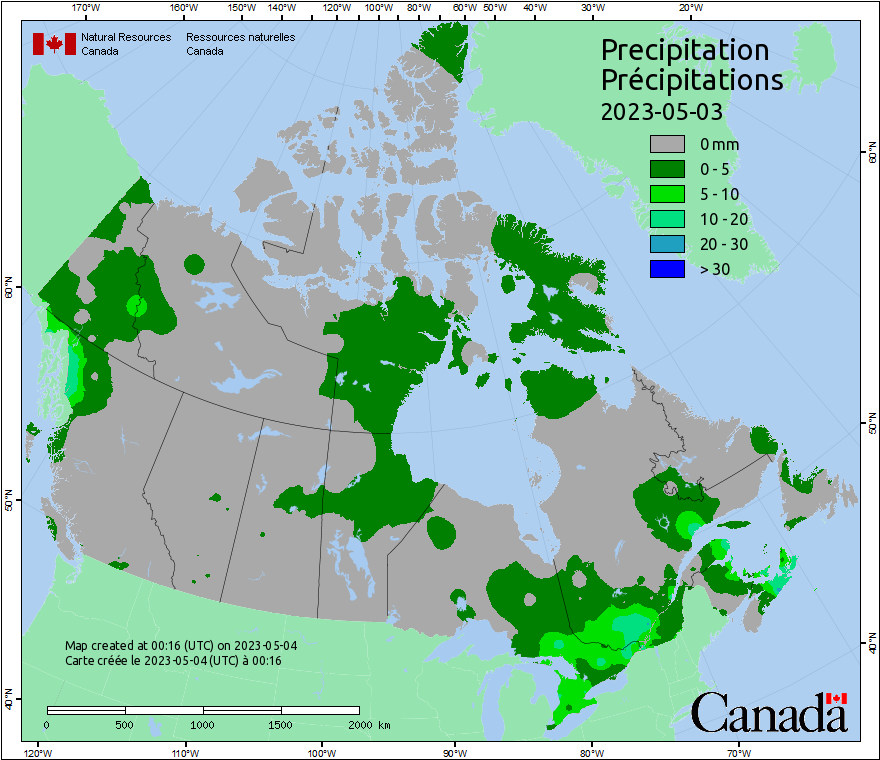 170°W 160°W 150°W 140°W 120°W 100°W 80°W 60°W 50°W 40°W 30°W 20°W
Natural Resources Ressources naturelles
Canada Canada
Precipitation
Précipitations
2023-05-03
0 mm
0 - 5
5 - 10
10 - 20
20 - 30
> 30
60°N 60°N
50°N 50°N
40°N 40°N
Map created at 00:16 (UTC) on 2023-05-04
Carte créée le 2023-05-04 (UTC) à 00:16
0 500 1000 1500 2000 km
Canada
120°W 110°W 100°W 90°W 80°W 70°W